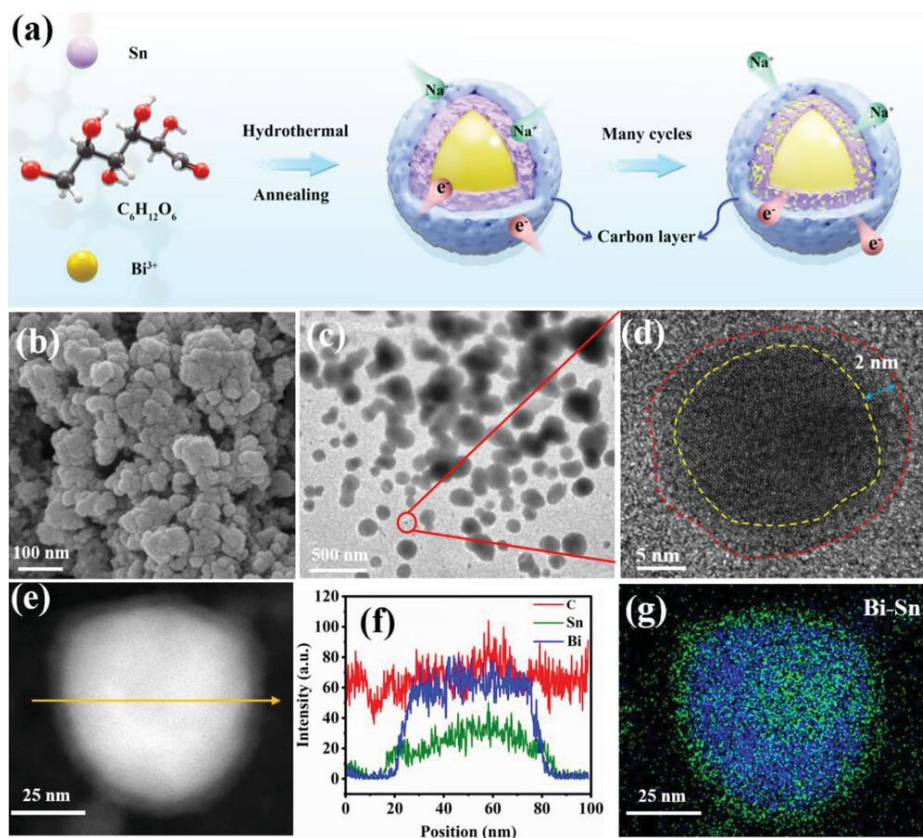 (a)
Sn
C₆H₁₂O₆
Bi³⁺
Hydrothermal
Annealing
Na⁺
Na⁺
e⁻
e⁻
Many cycles
Carbon layer
Na⁺
Na⁺
e⁻
e⁻
(b)
100 nm
(c)
500 nm
(d)
2 nm
5 nm
(e)
25 nm
(f)
C
Sn
Bi
Intensity (a.u.)
120
100
80
60
40
20
0
0 20 40 60 80 100
Position (nm)
(g)
Bi-Sn
25 nm